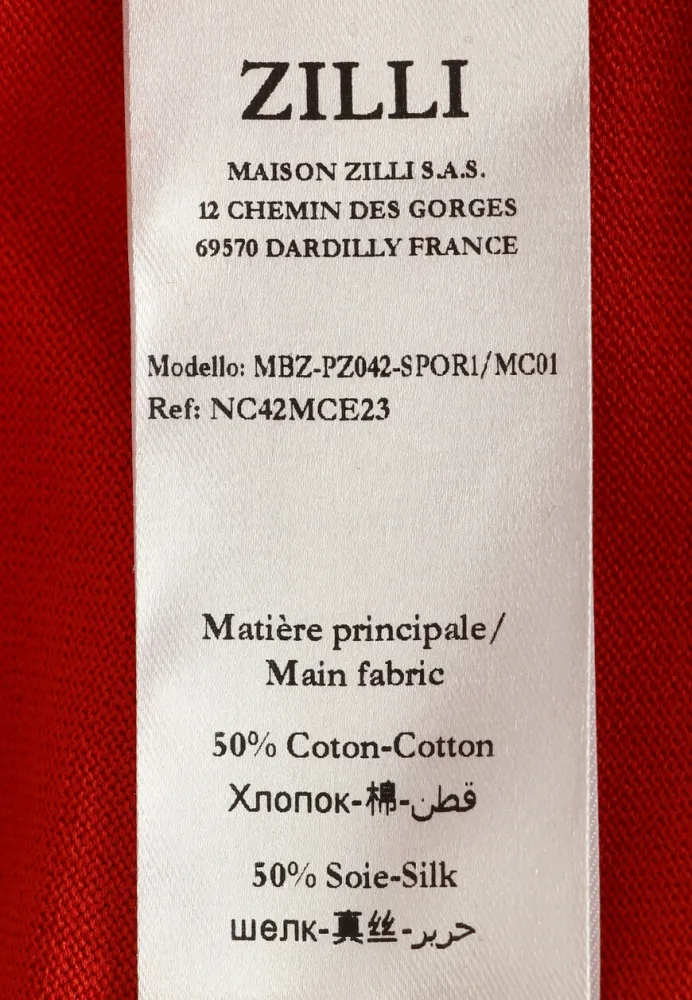 ZILLI
MAISON ZILLI S.A.S.
12 CHEMIN DES GORGES
69570 DARDILLY FRANCE
Modello: MBZ-PZ042-SPOR1/MC01
Ref: NC42MCE23
Matière principale/
Main fabric
50% Coton-Cotton
Хлопок-棉-قطن
50% Soie-Silk
шелк-真丝-حرير